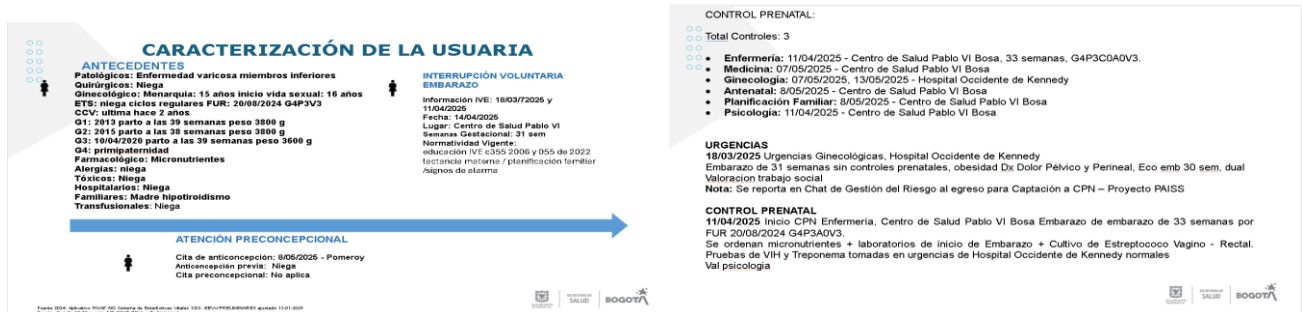 CARACTERIZACIÓN DE LA USUARIA
ANTECEDENTES
Patológicos: Enfermedad varicosa miembros inferiores
Quirúrgicos: Niega
Ginecológico: Menarquia: 15 años inicio vida sexual: 16 años
ETS: niega ciclos regulares FUR: 20/08/2024 G4P3V3
CCV: ultima hace 2 años
G1: 2013 parto a las 39 semanas peso 3800 g
G2: 2015 parto a las 38 semanas peso 3800 g
G3: 10/04/2020 parto a las 39 semanas peso 3600 g
G4: primipaternidad
Farmacológico: Micronutrientes
Alergias: niega
Tóxicos: Niega
Hospitalarios: Niega
Familiares: Madre hipotiroidismo
Transfusionales: Niega
INTERRUPCIÓN VOLUNTARIA
EMBARAZO
Información IVE: 18/03/72025 y
11/04/2025
Fecha: 14/04/2025
Lugar: Centro de Salud Pablo VI
Semanas Gestacional: 31 sem
Normatividad Vigente:
educación IVE c355 2006 y 055 de 2022
lactancia materna / planificación familiar
/signos de alarma
ATENCIÓN PRECONCEPCIONAL
Cita de anticoncepción: 8/05/2025 - Pomeroy
Anticoncepción previa: Niega
Cita preconcepcional: No aplica
SALUD
BOGOTÁ
CONTROL PRENATAL:
Total Controles: 3
• Enfermería: 11/04/2025 - Centro de Salud Pablo VI Bosa, 33 semanas, G4P3C0A0V3.
• Medicina: 07/05/2025 - Centro de Salud Pablo VI Bosa
• Ginecología: 07/05/2025, 13/05/2025 - Hospital Occidente de Kennedy
• Antenatal: 8/05/2025 - Centro de Salud Pablo VI Bosa
• Planificación Familiar: 8/05/2025 - Centro de Salud Pablo VI Bosa
• Psicología: 11/04/2025 - Centro de Salud Pablo VI Bosa
URGENCIAS
18/03/2025 Urgencias Ginecológicas, Hospital Occidente de Kennedy
Embarazo de 31 semanas sin controles prenatales, obesidad Dx Dolor Pélvico y Perineal, Eco emb 30 sem, dual
Valoracion trabajo social
Nota: Se reporta en Chat de Gestión del Riesgo al egreso para Captación a CPN – Proyecto PAISS
CONTROL PRENATAL
11/04/2025 Inicio CPN Enfermería, Centro de Salud Pablo VI Bosa Embarazo de embarazo de 33 semanas por
FUR 20/08/2024 G4P3A0V3.
Se ordenan micronutrientes + laboratorios de inicio de Embarazo + Cultivo de Estreptococo Vagino - Rectal.
Pruebas de VIH y Treponema tomadas en urgencias de Hospital Occidente de Kennedy normales
Val psicologia
SALUD
BOGOTÁ